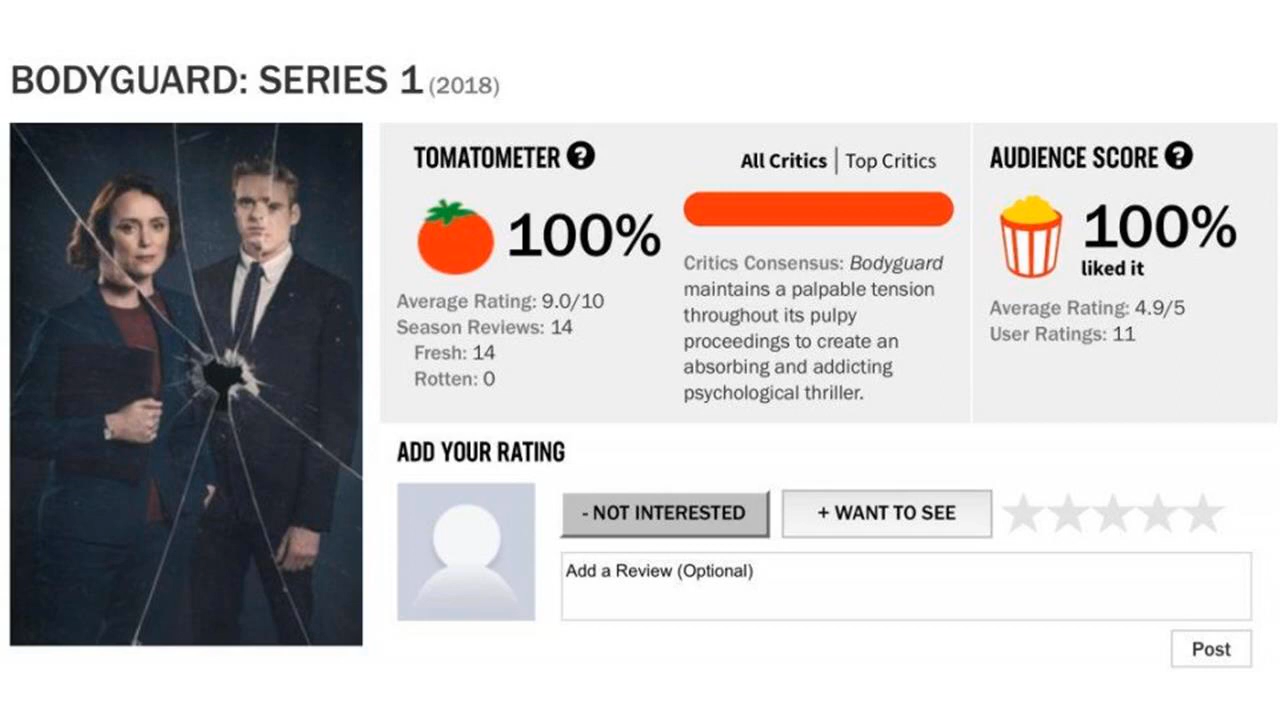 BODYGUARD: SERIES 1 (2018)
TOMATOMETER ?
All Critics | Top Critics
100%
Average Rating: 9.0/10
Season Reviews: 14
Fresh: 14
Rotten: 0
Critics Consensus: Bodyguard
maintains a palpable tension
throughout its pulpy
proceedings to create an
absorbing and addicting
psychological thriller.
AUDIENCE SCORE ?
100%
liked it
Average Rating: 4.9/5
User Ratings: 11
ADD YOUR RATING
- NOT INTERESTED
+ WANT TO SEE
Add a Review (Optional)
Post